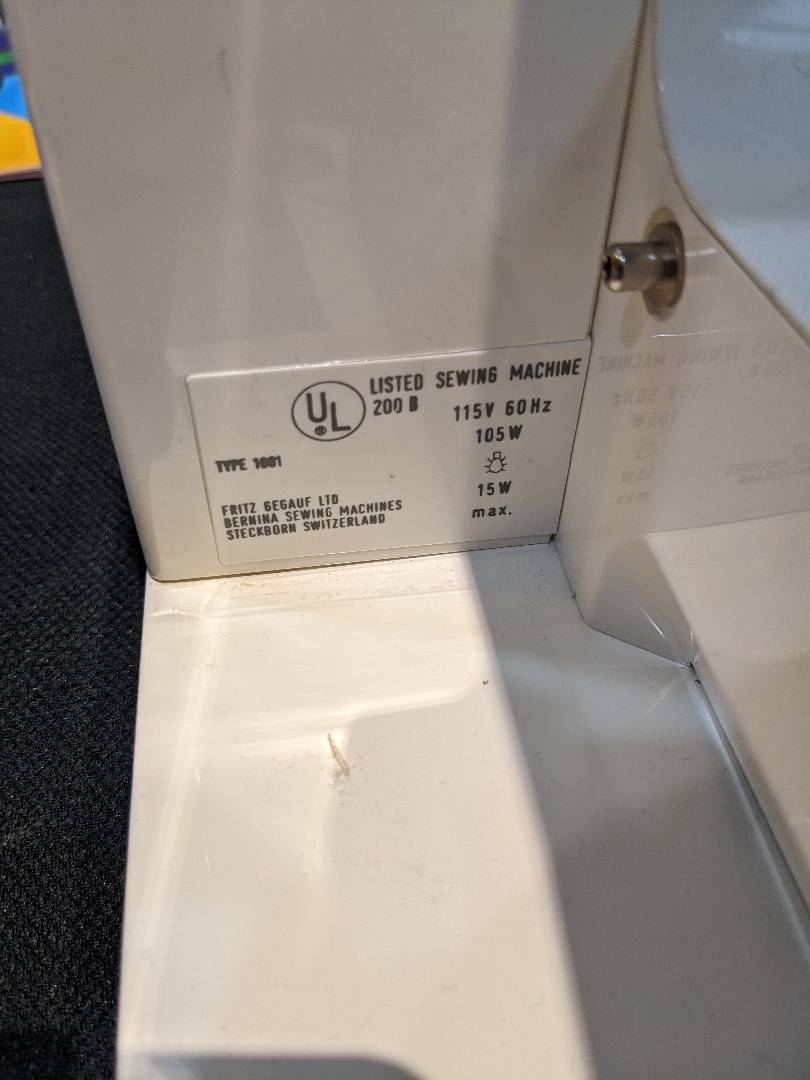 UL LISTED SEWING MACHINE
200 B 115V 60Hz
105W
TYPE 1001
15W
max.
FRITZ GEGAUF LTD
BERNINA SEWING MACHINES
STECKBORN SWITZERLAND